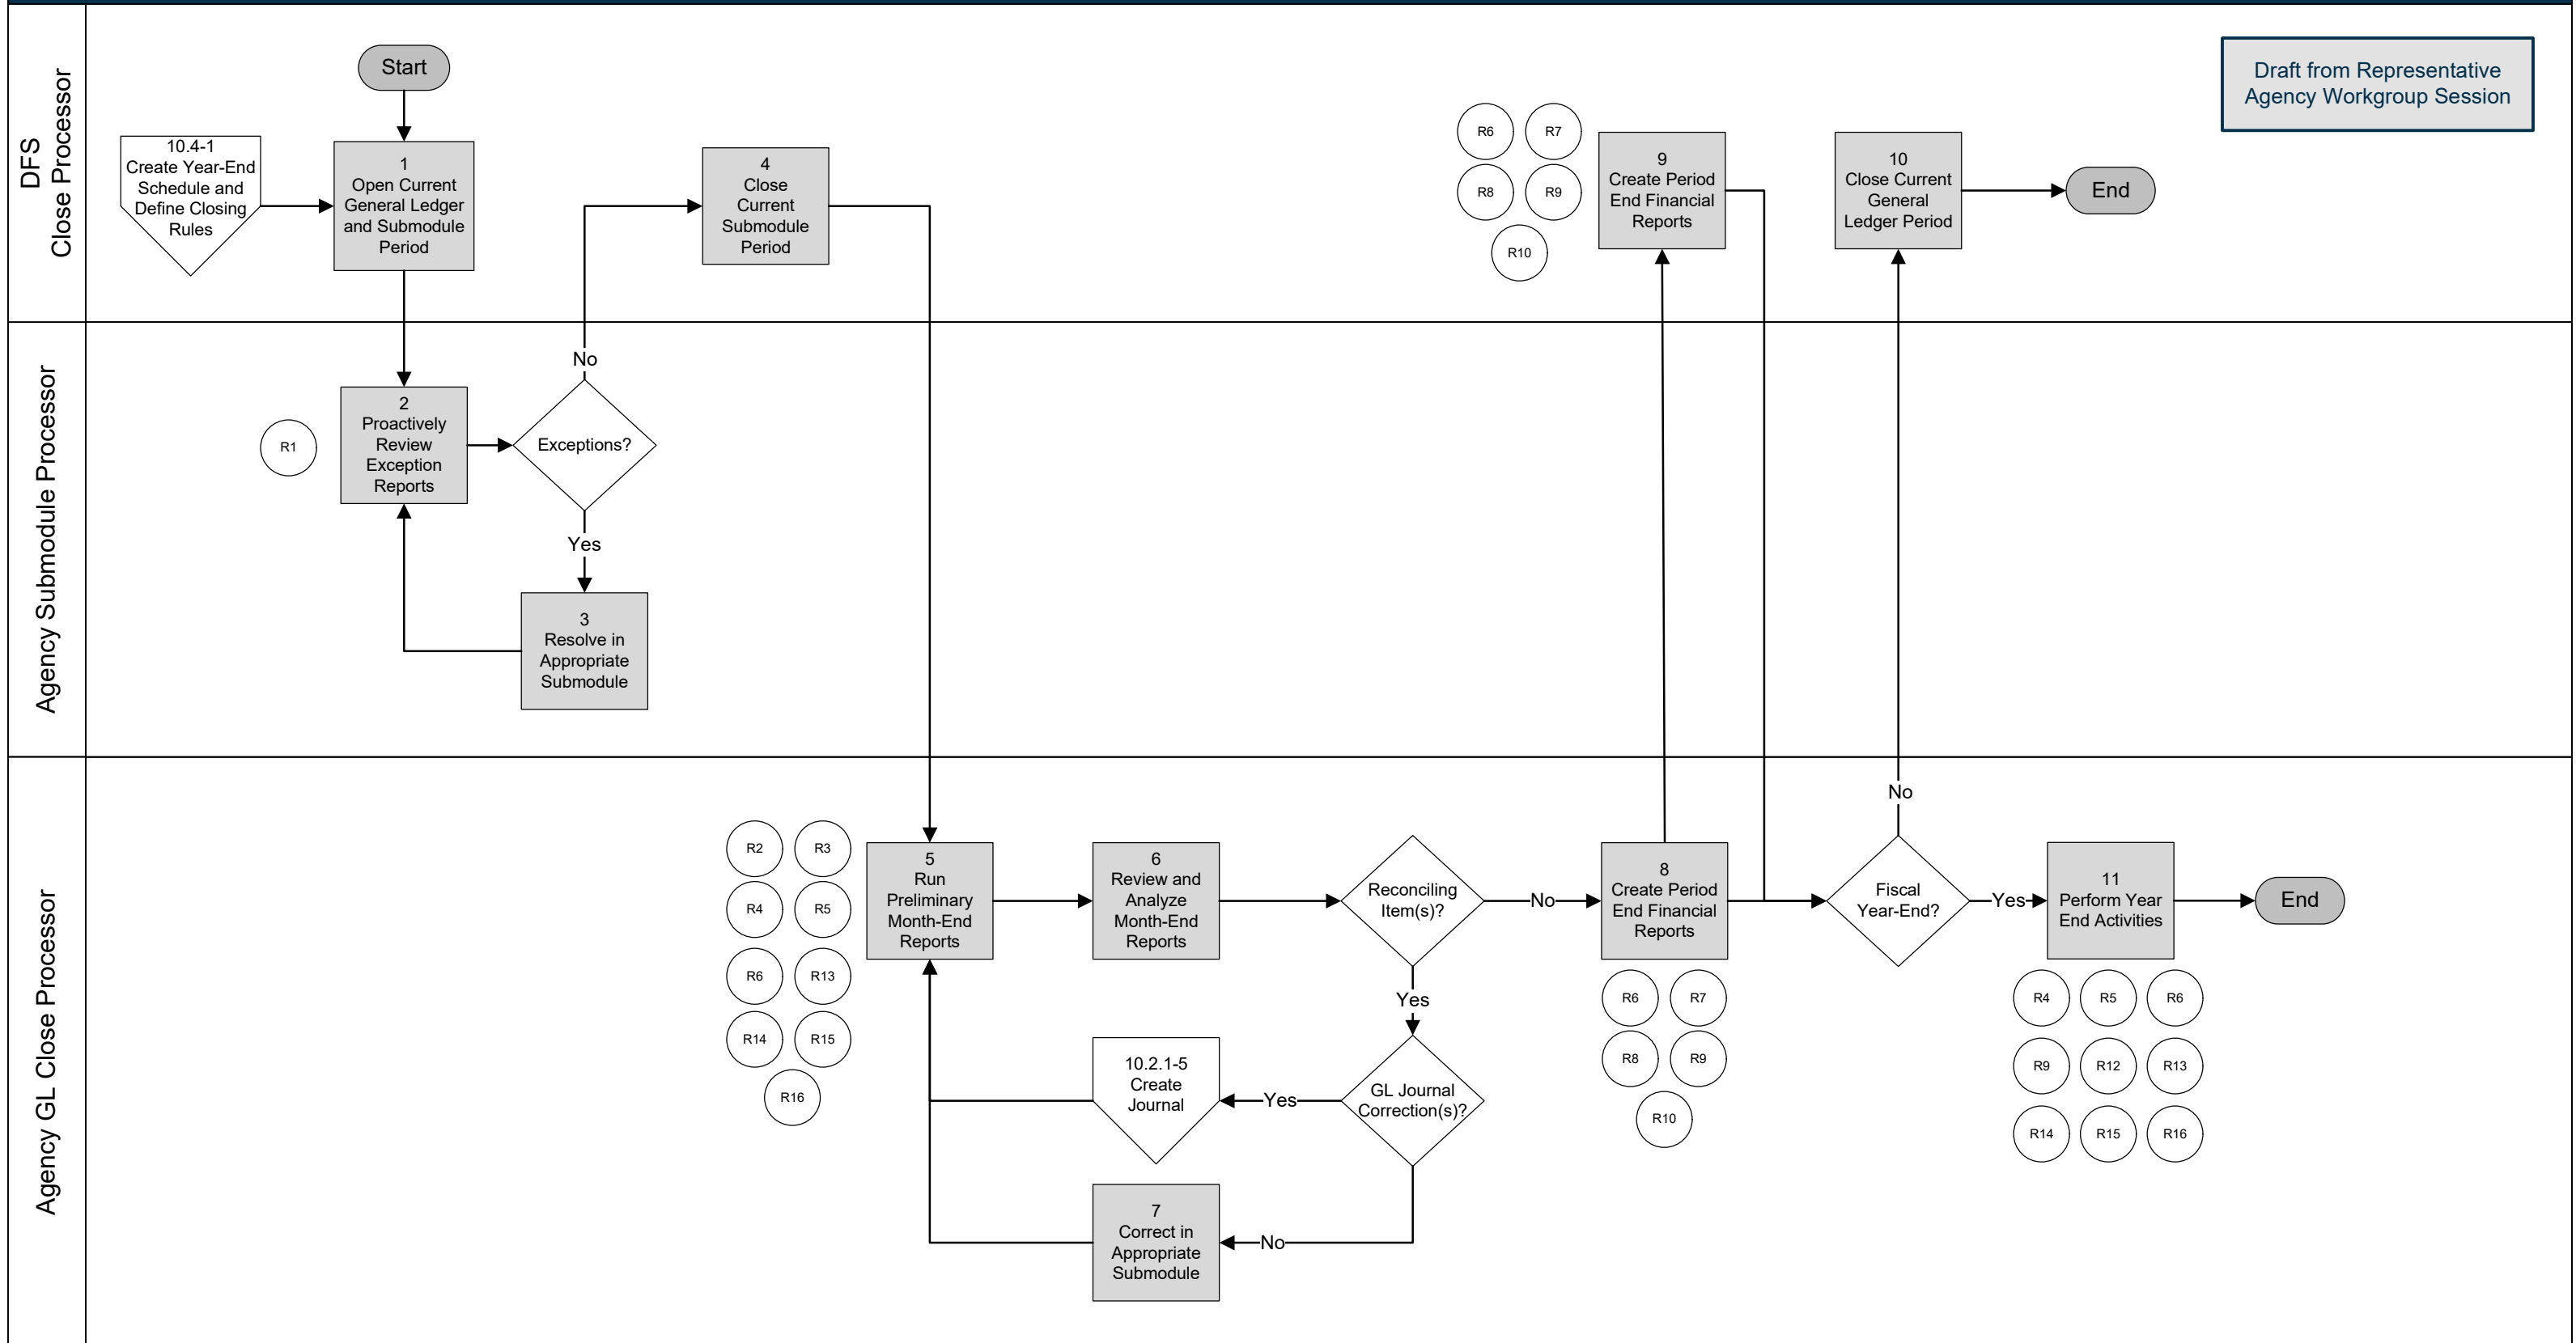 DFS
Close Processor
Start
10.4-1
Create Year-End
Schedule and
Define Closing
Rules
1
Open Current
General Ledger
and Submodule
Period
4
Close
Current
Submodule
Period
R6
R7
R8
R9
R10
9
Create Period
End Financial
Reports
10
Close Current
General
Ledger Period
End
Draft from Representative
Agency Workgroup Session
Agency Submodule Processor
R1
2
Proactively
Review
Exception
Reports
Exceptions?
No
Yes
3
Resolve in
Appropriate
Submodule
Agency GL Close Processor
R2
R3
R4
R5
R6
R13
R14
R15
R16
5
Run
Preliminary
Month-End
Reports
6
Review and
Analyze
Month-End
Reports
Reconciling
Item(s)?
No
Yes
GL Journal
Correction(s)?
Yes
10.2.1-5
Create
Journal
No
7
Correct in
Appropriate
Submodule
8
Create Period
End Financial
Reports
R6
R7
R8
R9
R10
Fiscal
Year-End?
No
Yes
11
Perform Year
End Activities
End
R4
R5
R6
R9
R12
R13
R14
R15
R16